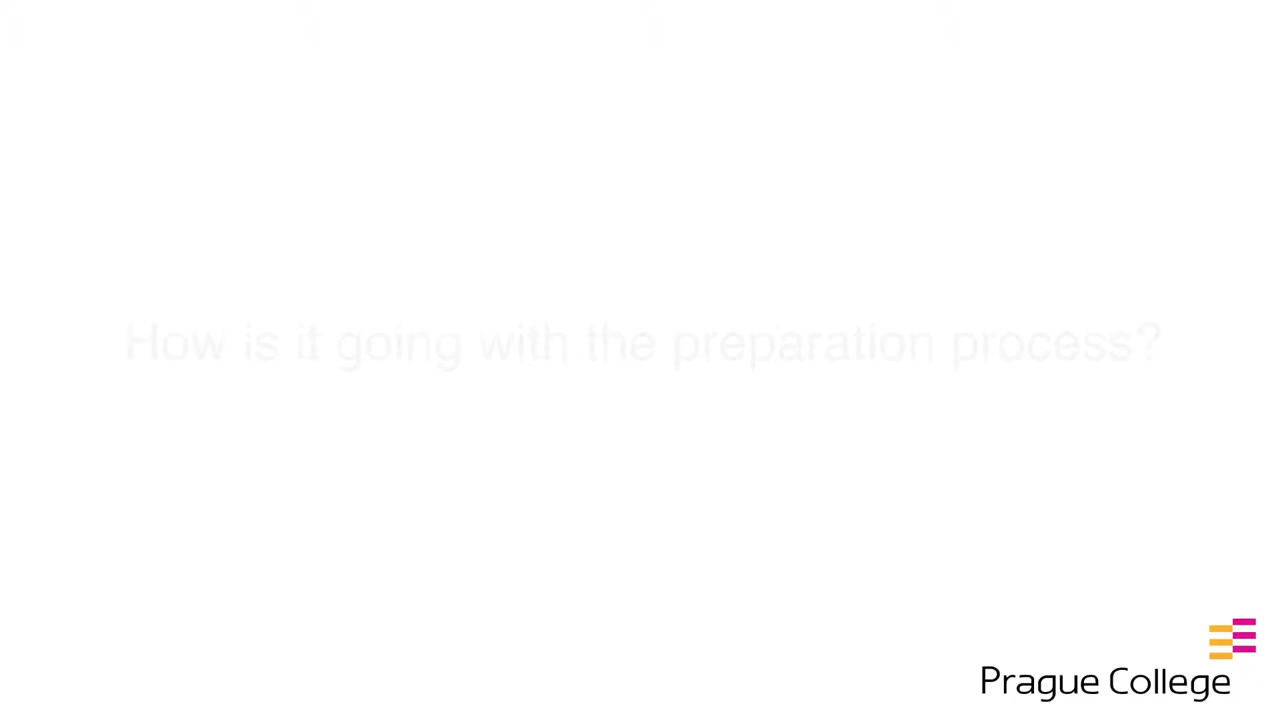 How is it going with the preparation process?
Prague College